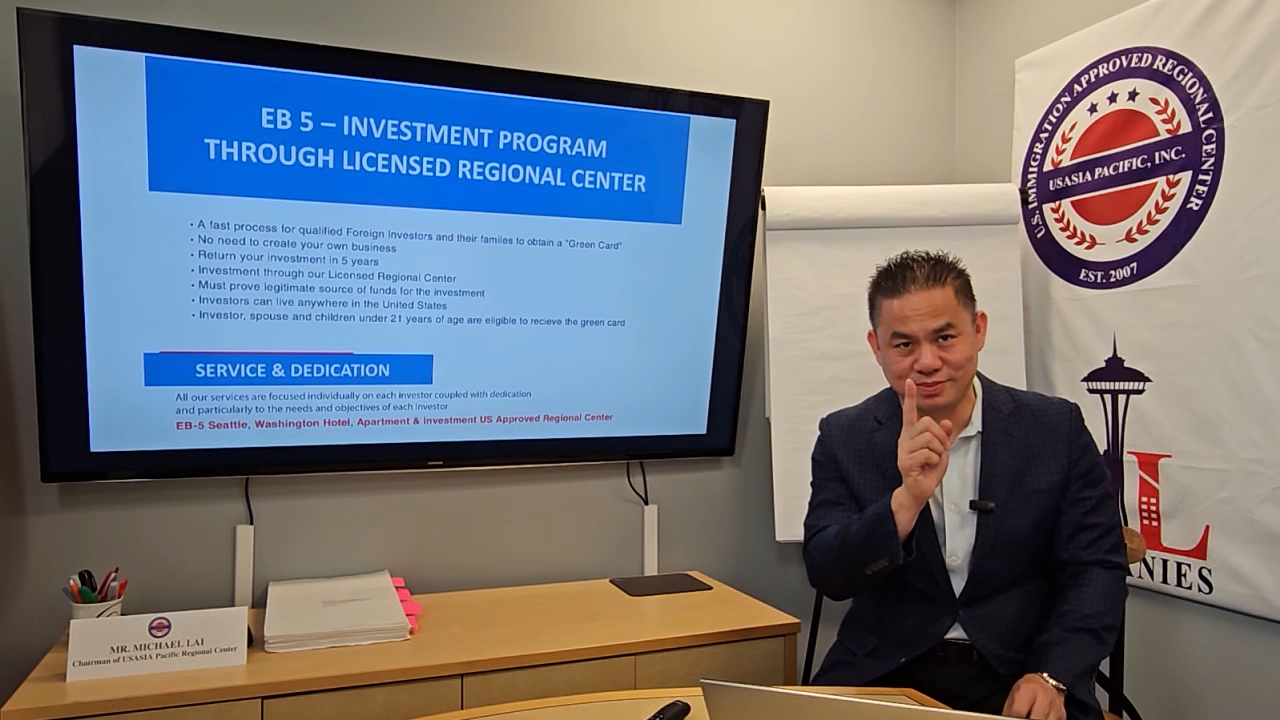 EB 5 – INVESTMENT PROGRAM
THROUGH LICENSED REGIONAL CENTER
• A fast process for qualified Foreign Investors and their familes to obtain a "Green Card"
• No need to create your own business
• Return your investment in 5 years
• Investment through our Licensed Regional Center
• Must prove legitimate source of funds for the investment
• Investors can live anywhere in the United States
• Investor, spouse and children under 21 years of age are eligible to recieve the green card
SERVICE & DEDICATION
All our services are focused individually on each investor coupled with dedication
and particularly to the needs and objectives of each investor
EB-5 Seattle, Washington Hotel, Apartment & investment US Approved Regional Center
U.S. IMMIGRATION APPROVED REGIONAL CENTER
USASIA PACIFIC, INC.
EST. 2007
L
NIES
MR. MICHAEL LAI
Chairman of USASIA Pacific Regional Center